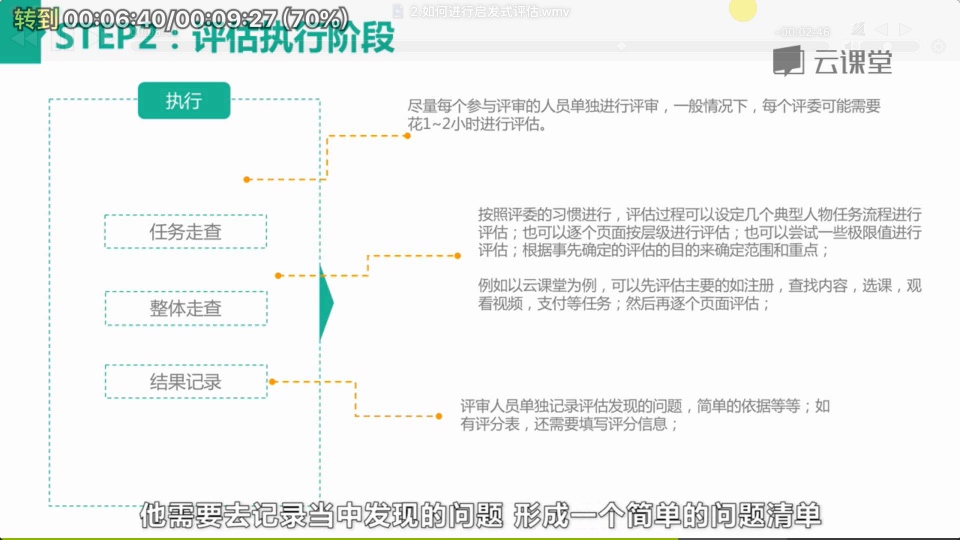 转到 00:06:40/00:09:27 (70%)
2.如何进行启发式评估.wmv
-00:02:46
STEP2：评估执行阶段
云课堂
执行
尽量每个参与评审的人员单独进行评审，一般情况下，每个评委可能需要
花1~2小时进行评估。
任务走查
按照评委的习惯进行，评估过程可以设定几个典型人物任务流程进行
评估；也可以逐个页面按层级进行评估；也可以尝试一些极限值进行
评估；根据事先确定的评估的目的来确定范围和重点；
例如以云课堂为例，可以先评估主要的如注册，查找内容，选课，观
看视频，支付等任务；然后再逐个页面评估；
整体走查
结果记录
评审人员单独记录评估发现的问题，简单的依据等等；如
有评分表，还需要填写评分信息；
他需要去记录当中发现的问题 形成一个简单的问题清单